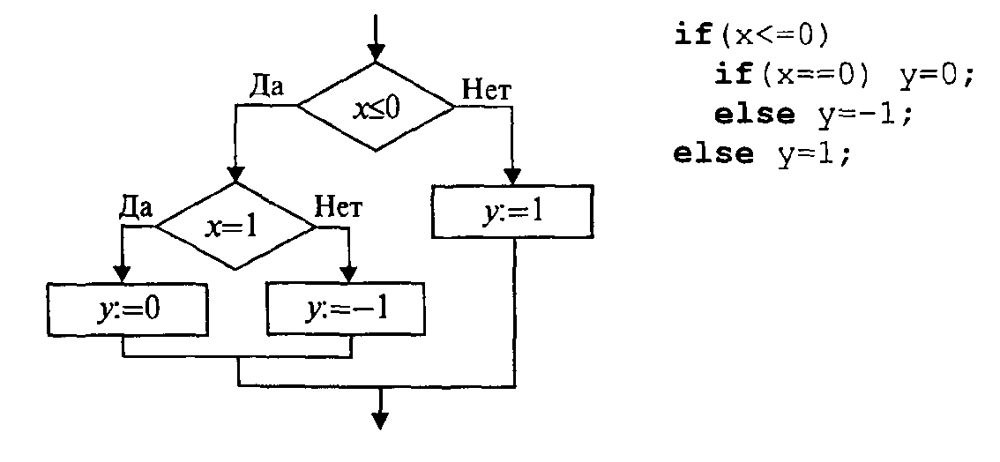 Да
x≤0
Нет
Да
x=1
Нет
y:=1
y:=0
y:=−1
if(x<=0)
if(x==0) y=0;
else y=-1;
else y=1;